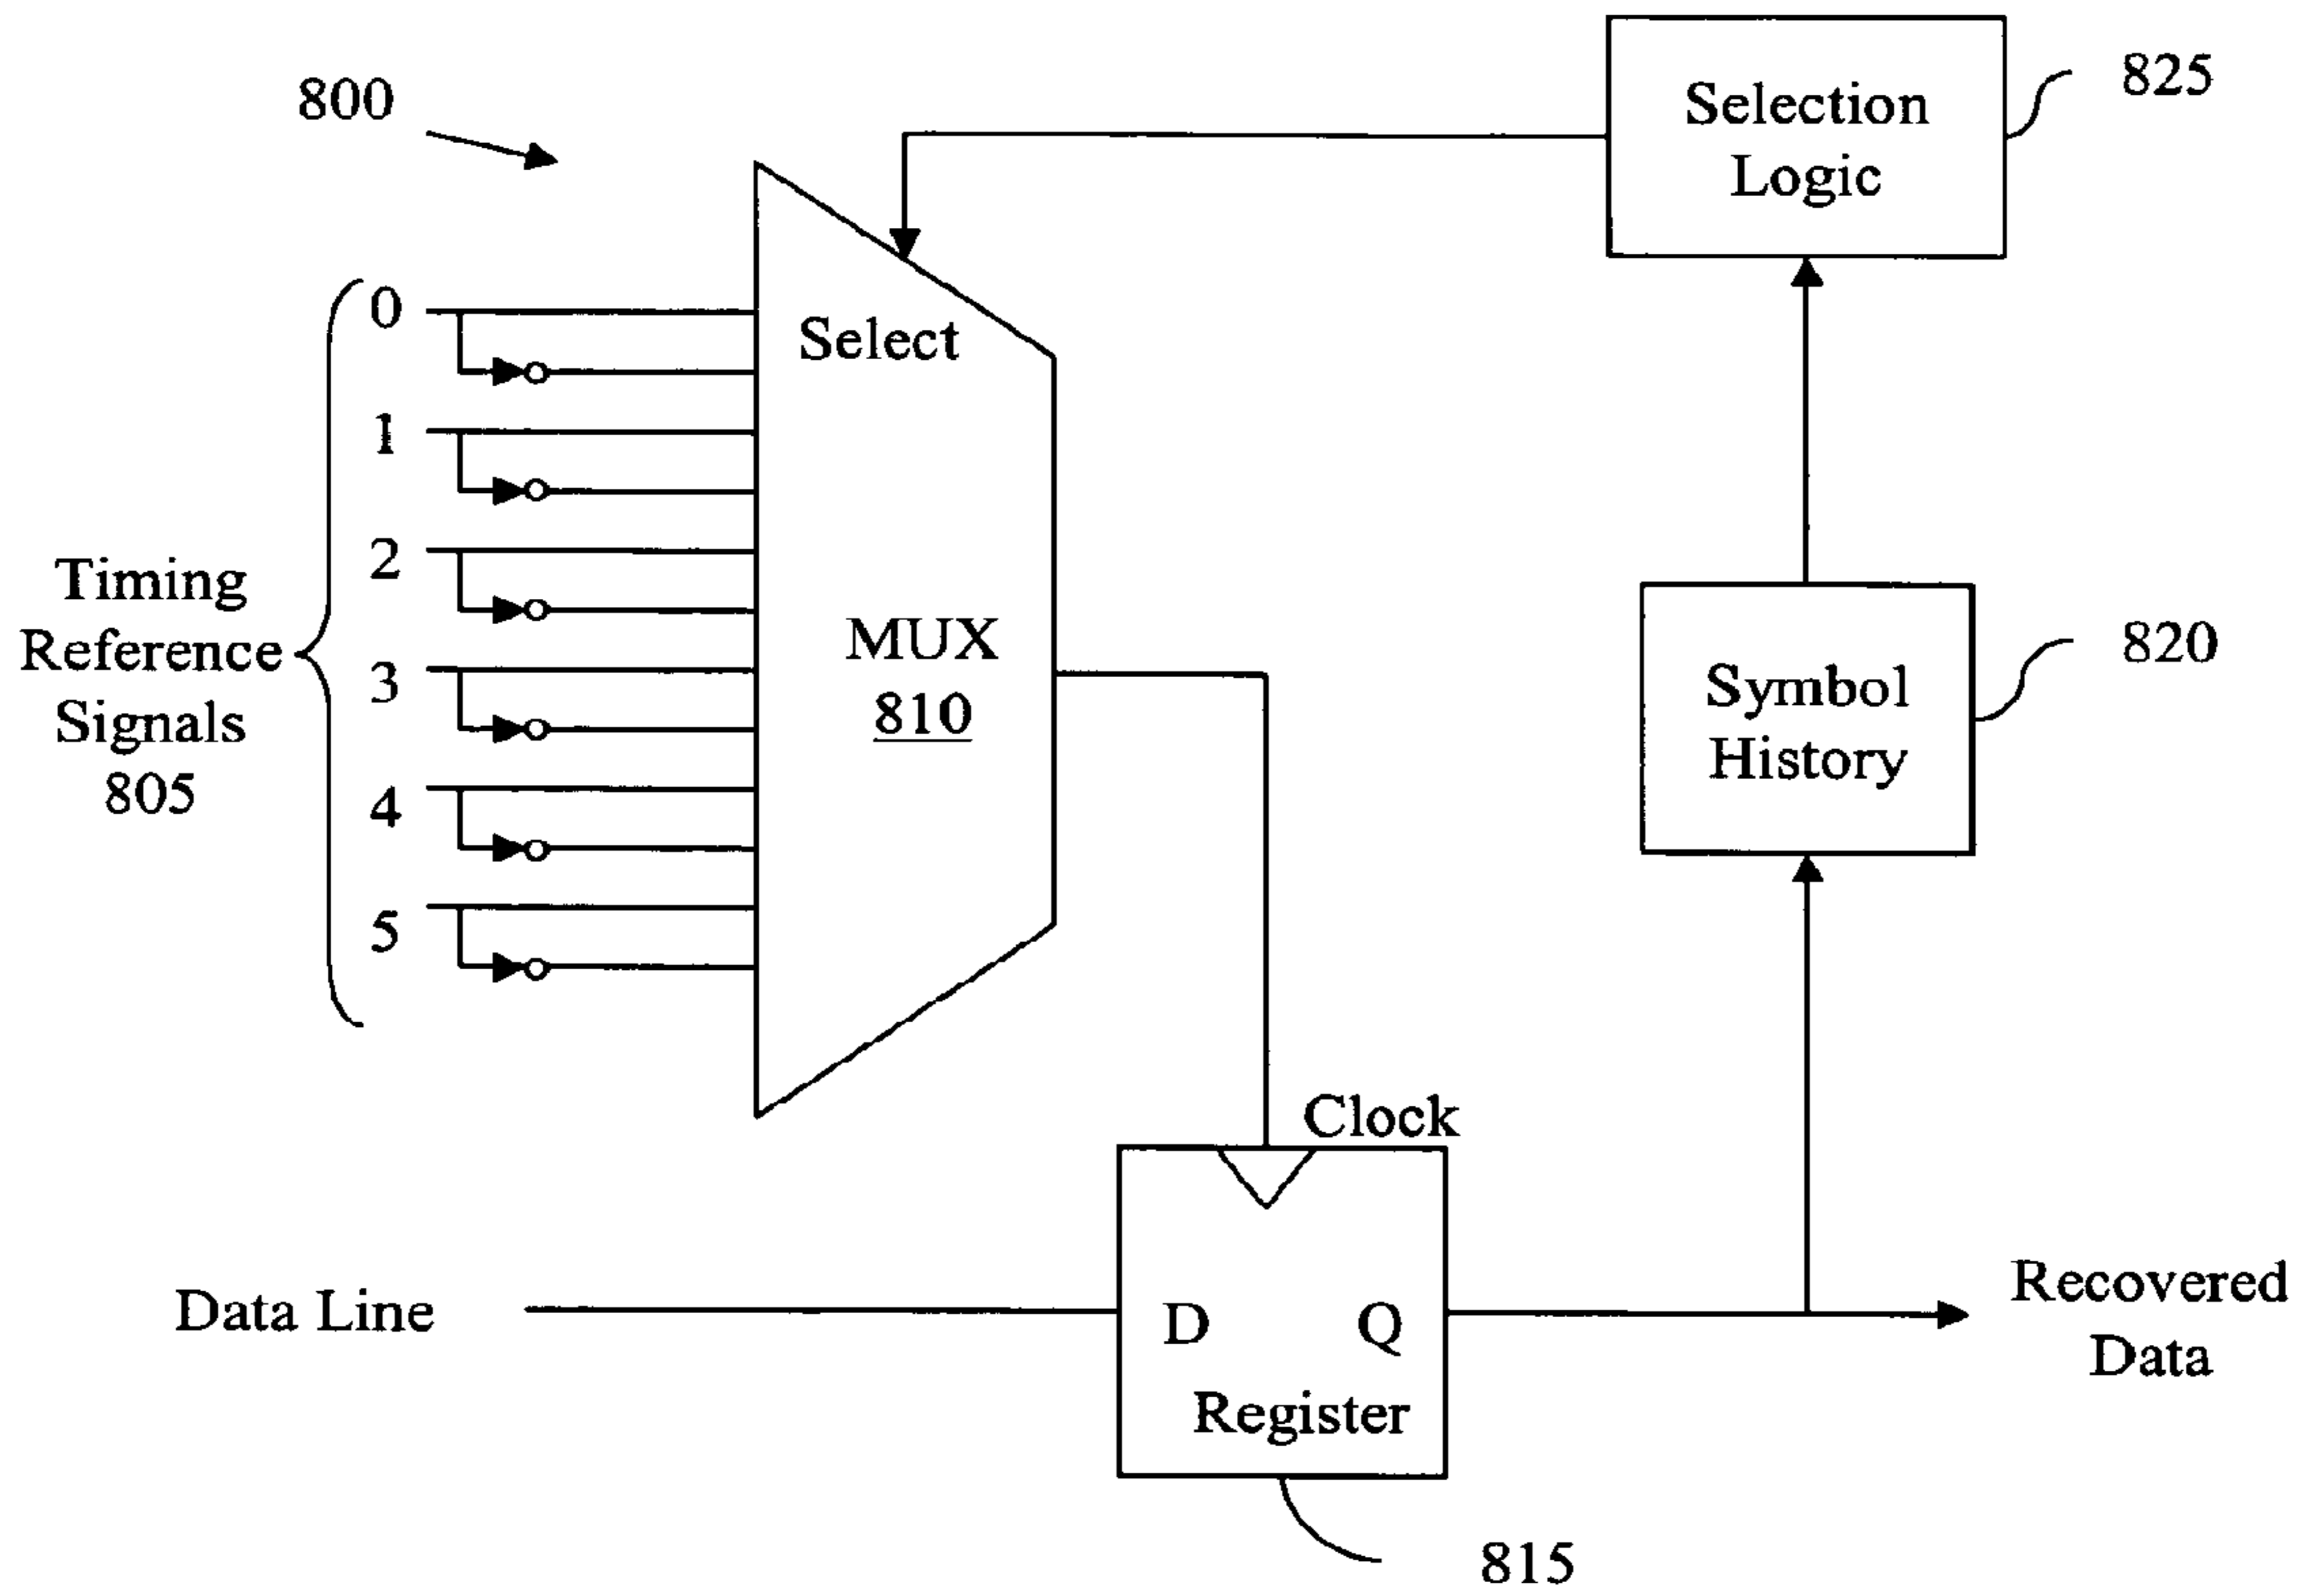 800
Selection
Logic
825
0
Select
1
2
Timing
Reference
Signals
805
3
MUX
810
4
5
Symbol
History
820
Clock
Data Line
D
Q
Register
815
Recovered
Data